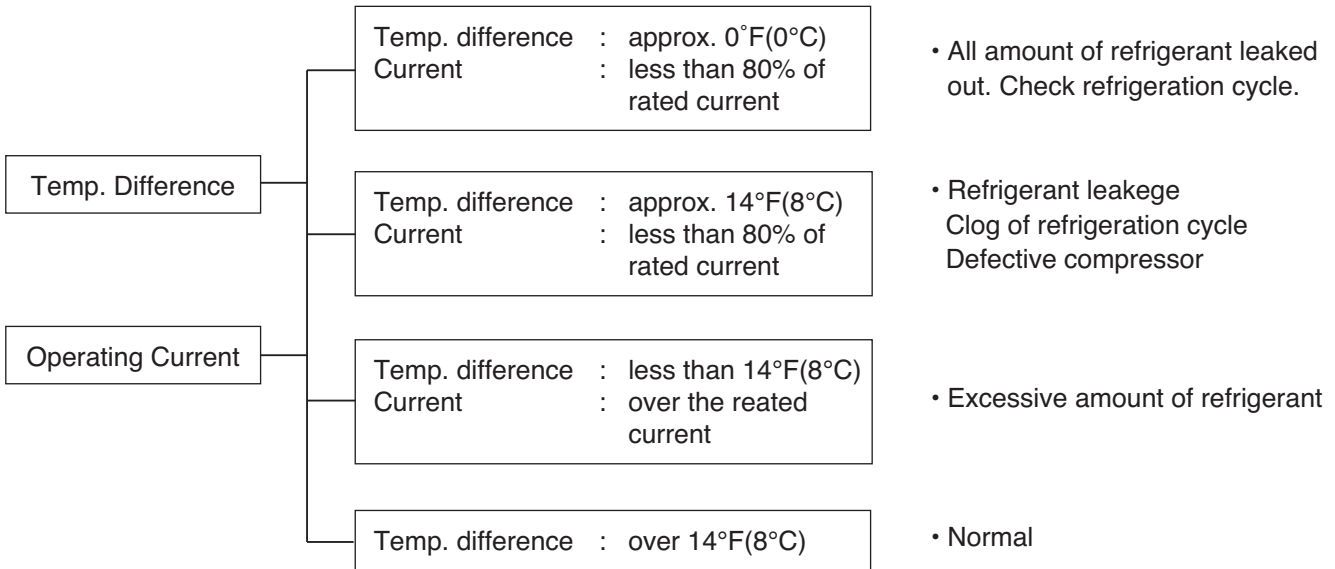 Temp. difference : approx. 0°F(0°C)
Current : less than 80% of
rated current
• All amount of refrigerant leaked
out. Check refrigeration cycle.
Temp. Difference
Temp. difference : approx. 14°F(8°C)
Current : less than 80% of
rated current
• Refrigerant leakege
Clog of refrigeration cycle
Defective compressor
Operating Current
Temp. difference : less than 14°F(8°C)
Current : over the reated
current
• Excessive amount of refrigerant
Temp. difference : over 14°F(8°C)
• Normal